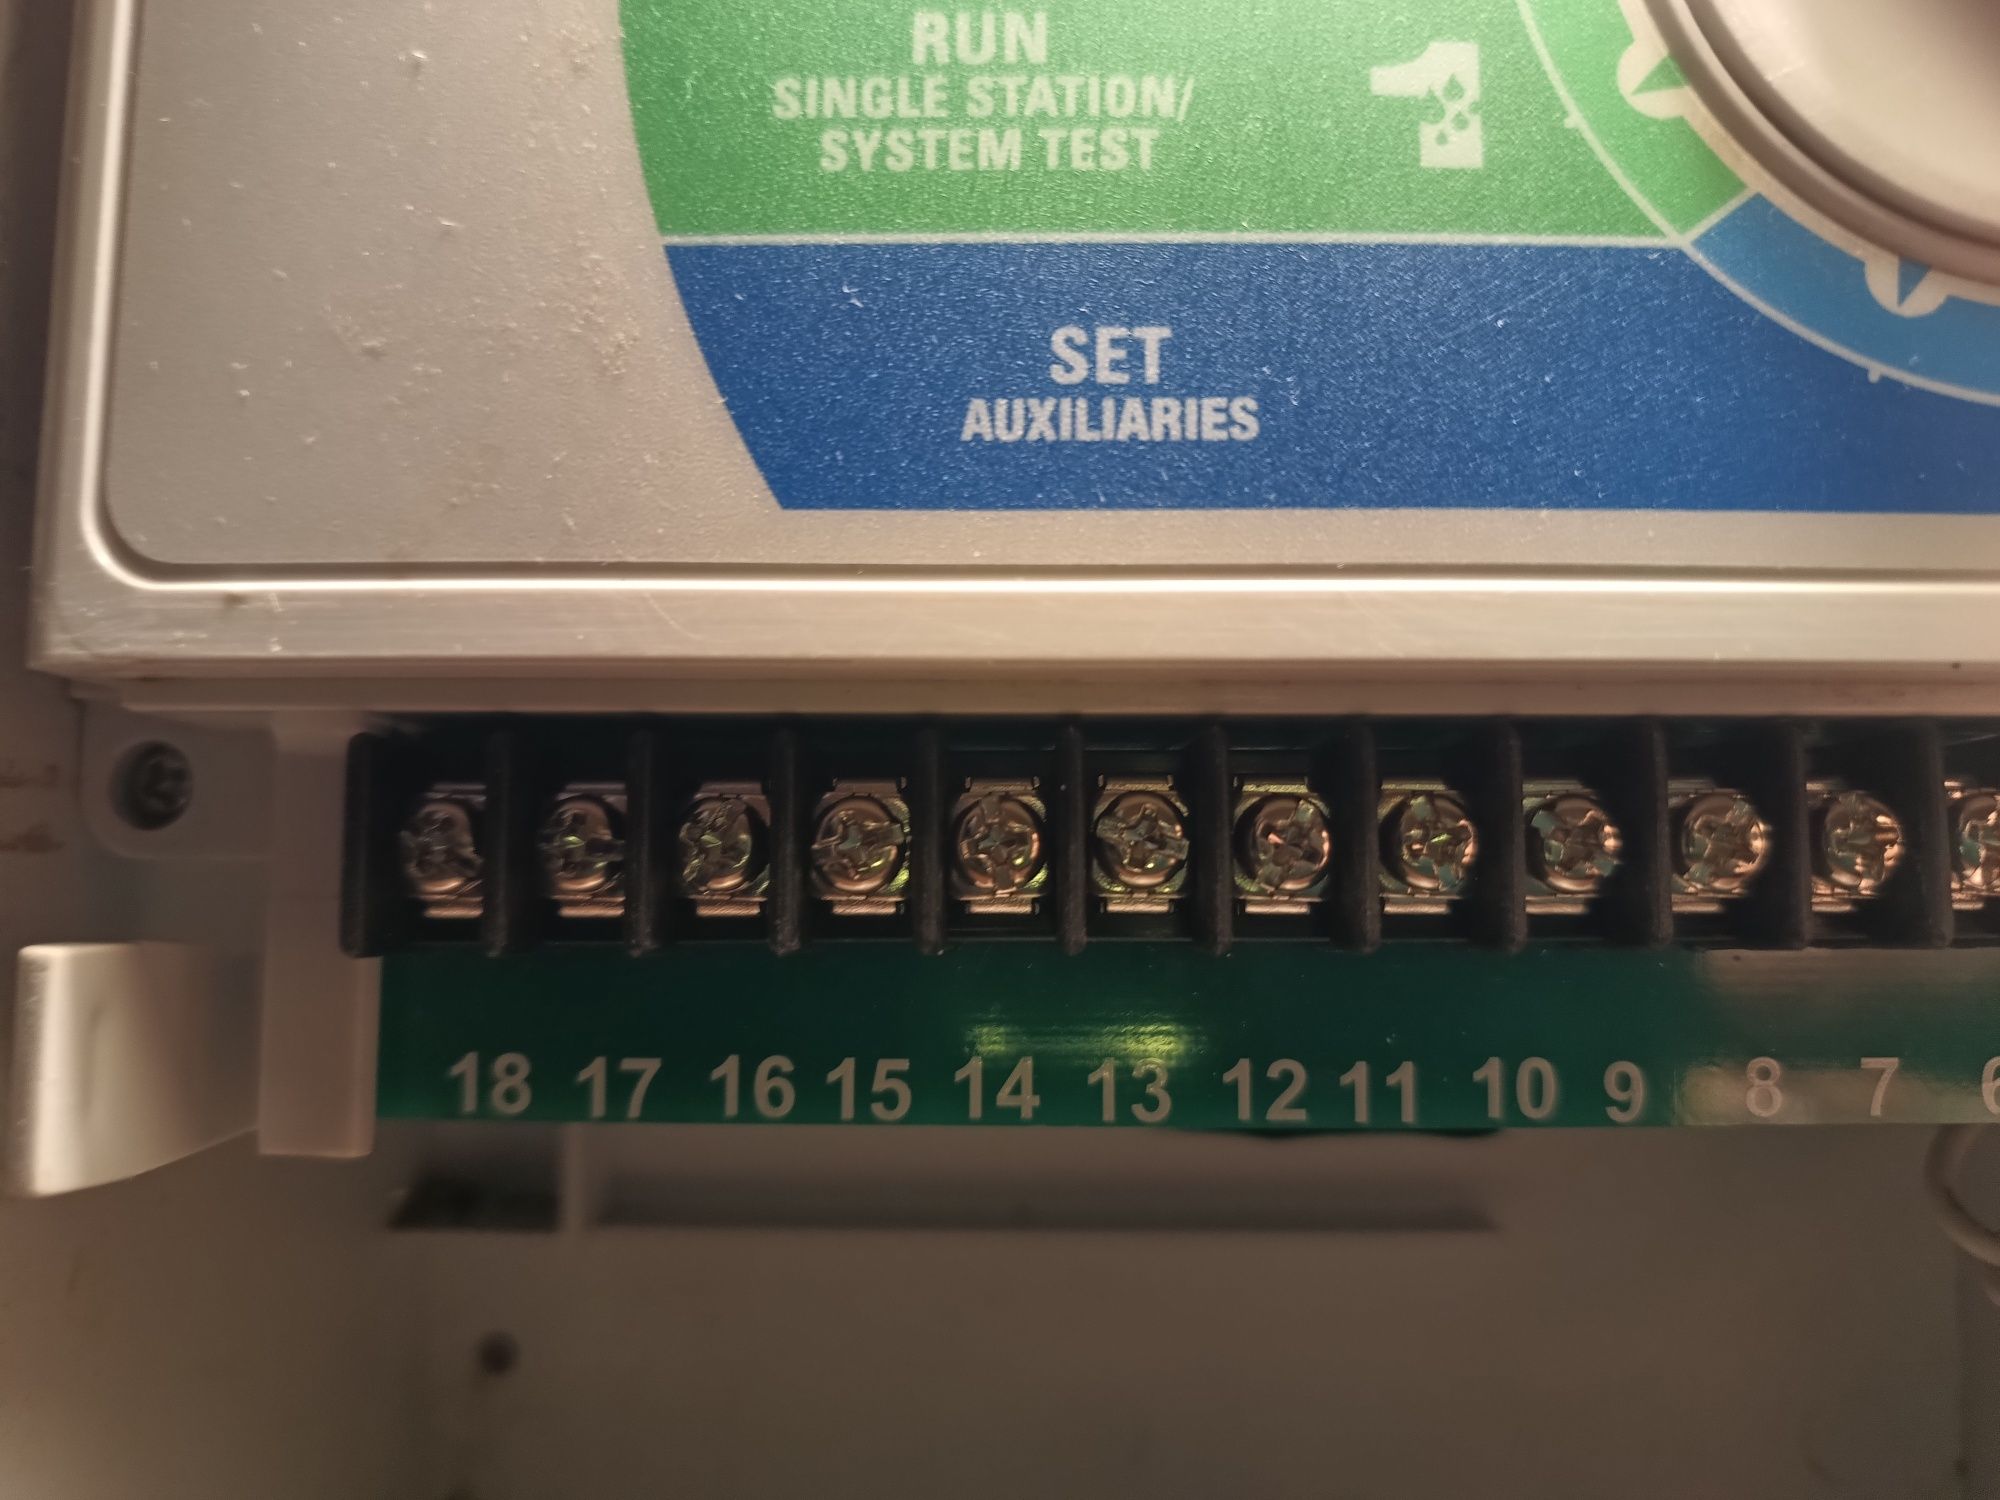 RUN
SINGLE STATION/
SYSTEM TEST
SET
AUXILIARIES
18 17 16 15 14 13 12 11 10 9 8 7 6